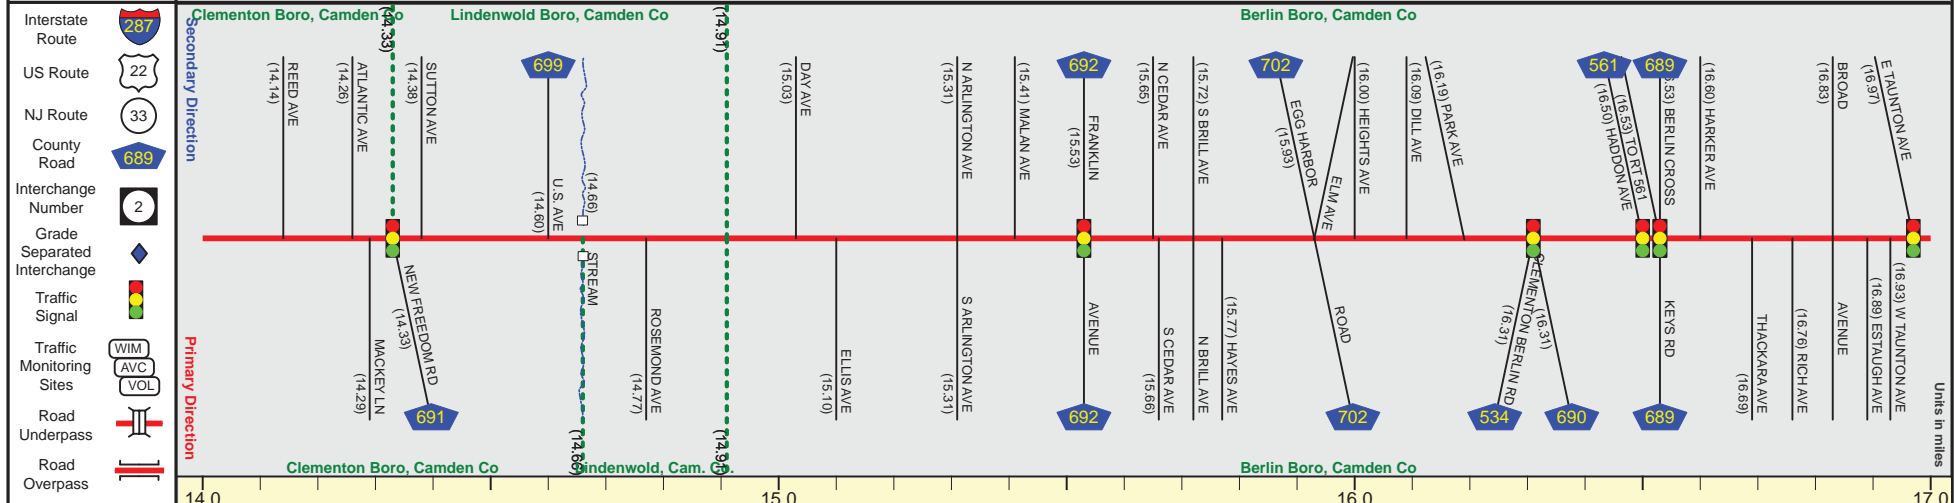 Interstate
Route
287
US Route
22
NJ Route
33
County
Road
689
Interchange
Number
2
Grade
Separated
Interchange
Traffic
Signal
Traffic
Monitoring
Sites
WIM
AVC
VOL
Road
Underpass
Road
Overpass
Secondary Direction
Primary Direction
Clementon Boro, Camden Co
Lindenwold Boro, Camden Co
Berlin Boro, Camden Co
(14.33)
(14.91)
REED AVE
(14.14)
ATLANTIC AVE
(14.26)
SUTTON AVE
(14.38)
699
U.S. AVE
(14.60)
(14.66)
DAY AVE
(15.03)
N ARLINGTON AVE
(15.31)
(15.41) MALAN AVE
692
FRANKLIN
(15.53)
N CEDAR AVE
(15.65)
(15.72) S BRILL AVE
702
EGG HARBOR
(15.93)
ELM AVE
(16.00) HEIGHTS AVE
(16.09) DILL AVE
(16.19) PARK AVE
561
(16.50) HADDON AVE
(16.53) TO RT 561
689
(16.53) BERLIN CROSS
(16.60) HARKER AVE
BROAD
(16.83)
E TAUNTON AVE
(16.97)
MACKEY LN
(14.29)
NEW FREEDOM RD
(14.33)
691
STREAM
ROSEMOND AVE
(14.77)
ELLIS AVE
(15.10)
S ARLINGTON AVE
(15.31)
AVENUE
692
S CEDAR AVE
(15.66)
N BRILL AVE
(15.77) HAYES AVE
ROAD
702
CLEMENTON BERLIN RD
(16.31)
534
(16.31)
690
KEYS RD
689
THACKARA AVE
(16.69)
(16.76) RICH AVE
AVENUE
(16.89) ESTAUGH AVE
(16.93) W TAUNTON AVE
Units in miles
(14.66)
(14.91)
Clementon Boro, Camden Co
Lindenwold, Cam. Co.
Berlin Boro, Camden Co
14.0
15.0
16.0
17.0